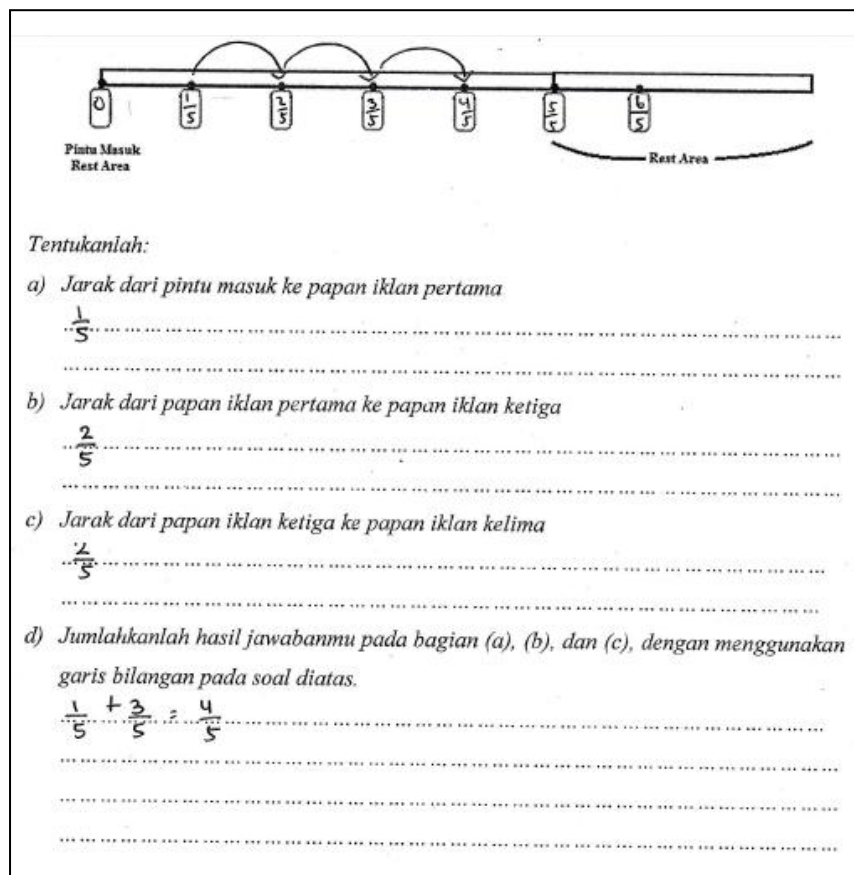 0 1/5 2/5 3/5 4/5 5/5 6/5
Pintu Masuk
Rest Area
Rest Area
Tentukanlah:
a) Jarak dari pintu masuk ke papan iklan pertama
1/5
b) Jarak dari papan iklan pertama ke papan iklan ketiga
2/5
c) Jarak dari papan iklan ketiga ke papan iklan kelima
2/5
d) Jumlahkanlah hasil jawabanmu pada bagian (a), (b), dan (c), dengan menggunakan
garis bilangan pada soal diatas.
1/5 + 3/5 = 4/5